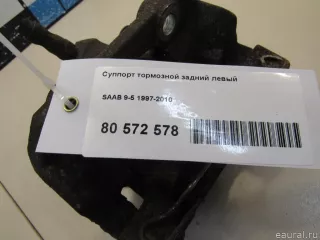 Суппорт тормозной задний левый
SAAB 9-5 1997-2010
80 572 578
eaural.ru